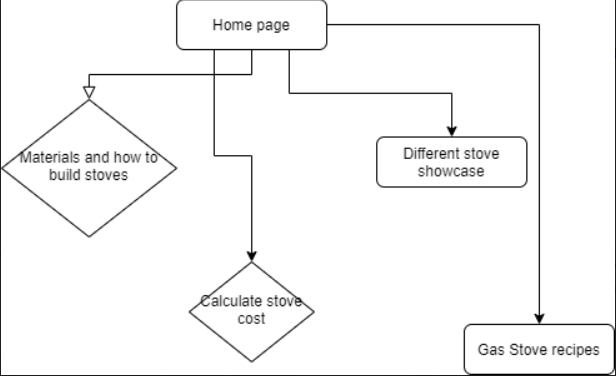 Home page
Materials and how to
build stoves
Different stove
showcase
Calculate stove
cost
Gas Stove recipes